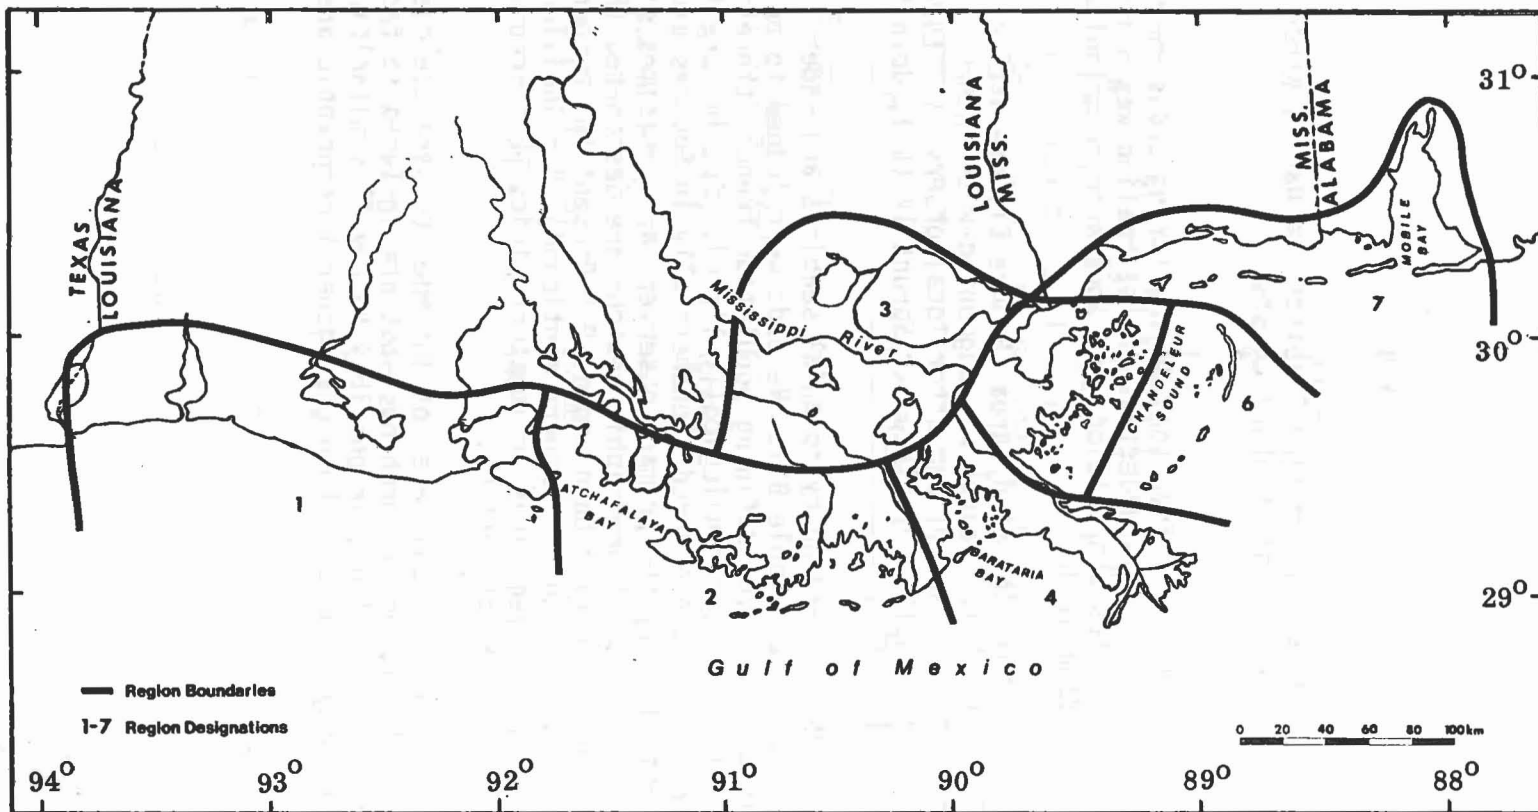 31°
LOUISIANA
MISS.
MISS.
ALABAMA
TEXAS
LOUISIANA
MOBILE
BAY
Mississippi
River
3
7
30°
CHANDELEUR
SOUND
6
1
ATCHAFALAYA
BAY
2
BARATARIA
BAY
4
29°
Gulf of Mexico
Region Boundaries
1-7 Region Designations
0 20 40 60 80 100km
94° 93° 92° 91° 90° 89° 88°